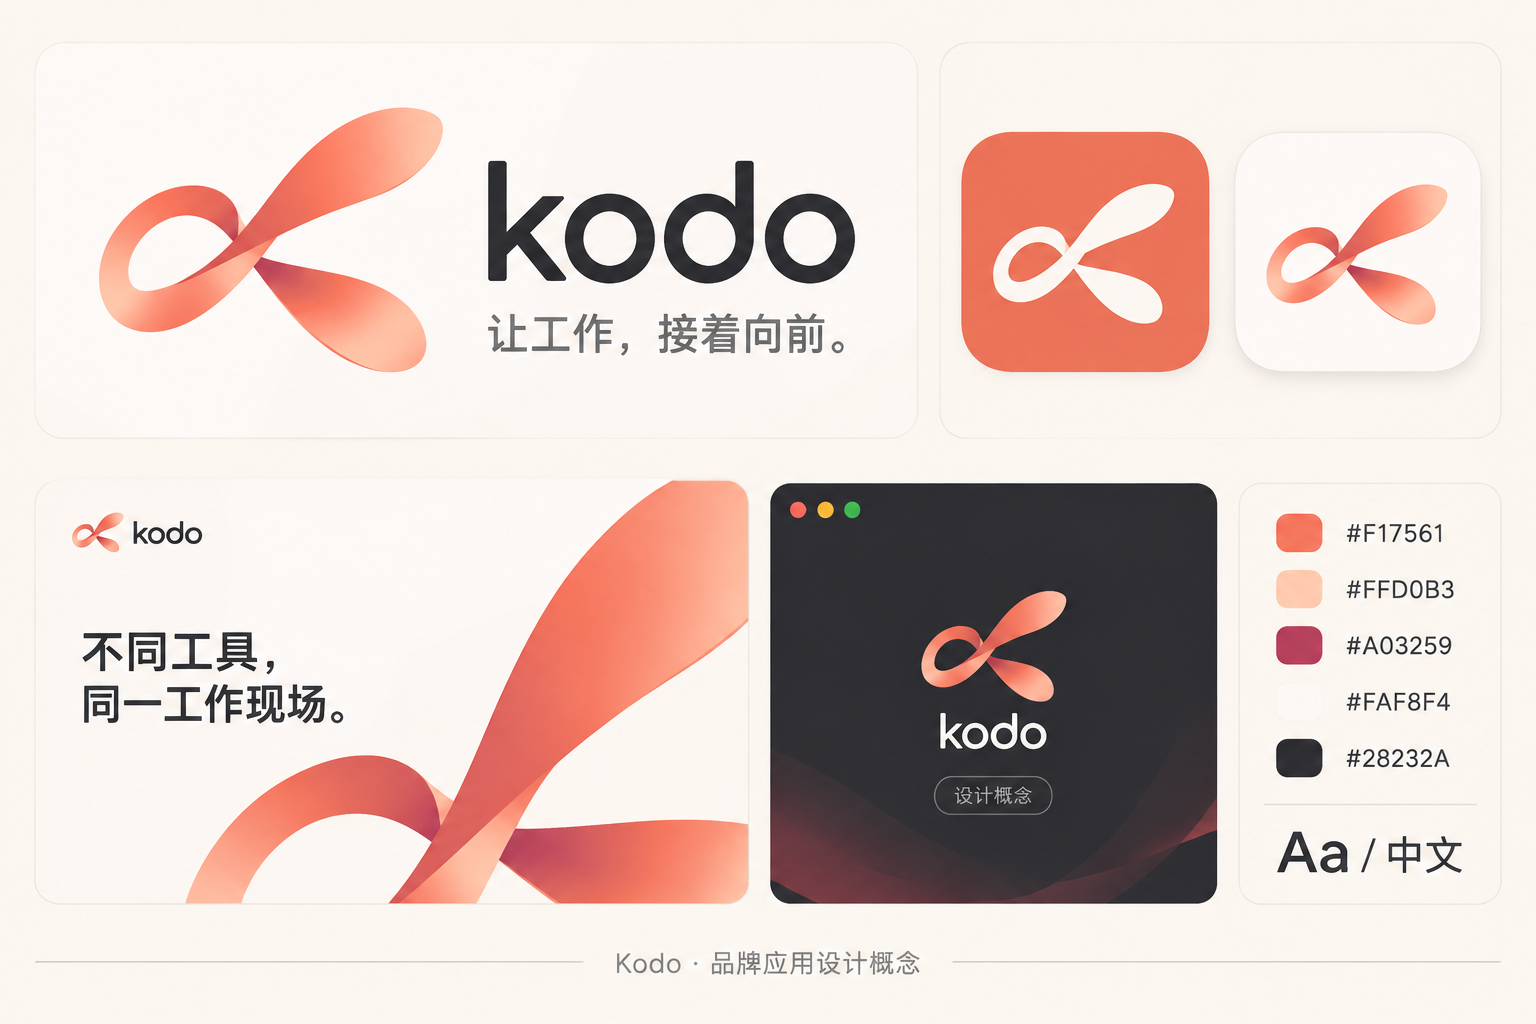 kodo
让工作，接着向前。
kodo
不同工具，
同一工作现场。
kodo
设计概念
#F17561
#FFD0B3
#A03259
#FAF8F4
#28232A
Aa / 中文
Kodo · 品牌应用设计概念